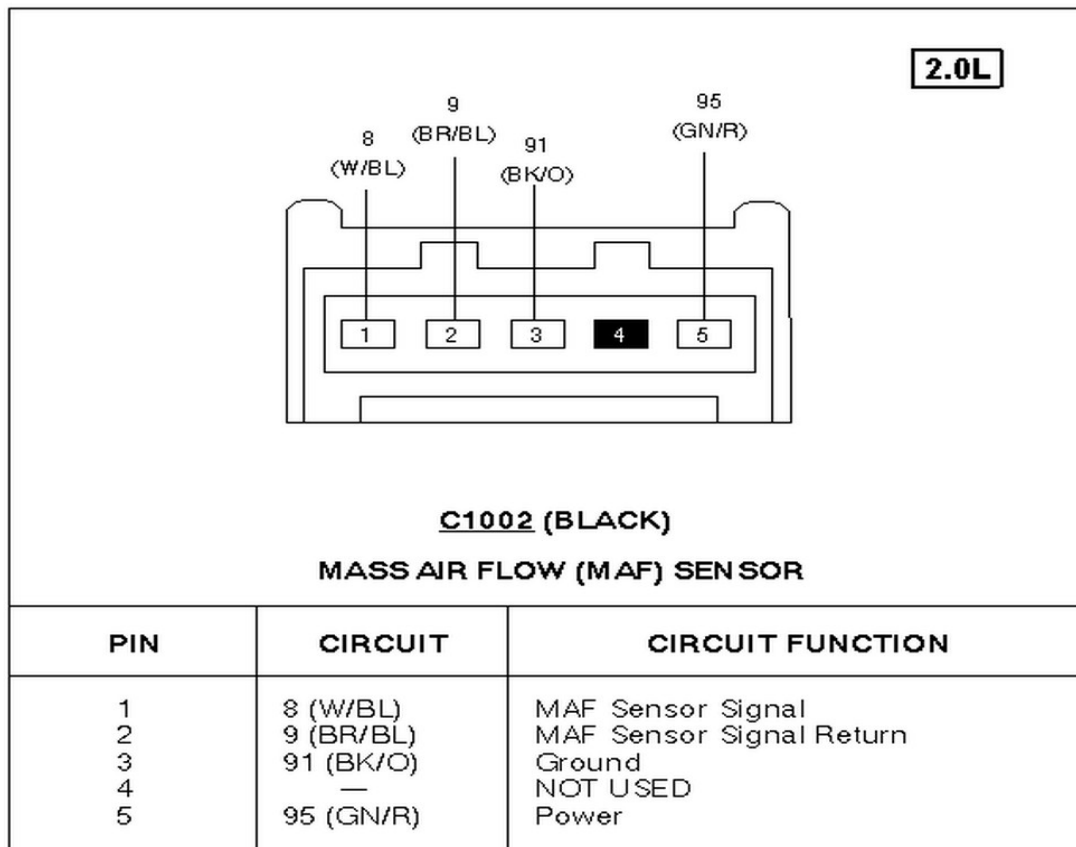 2.0L
8
(W/BL)
9
(BR/BL)
91
(BK/O)
95
(GN/R)
1 2 3 4 5
C1002 (BLACK)
MASS AIR FLOW (MAF) SENSOR
PIN CIRCUIT CIRCUIT FUNCTION
1 8 (W/BL) MAF Sensor Signal
2 9 (BR/BL) MAF Sensor Signal Return
3 91 (BK/O) Ground
4 — NOT USED
5 95 (GN/R) Power